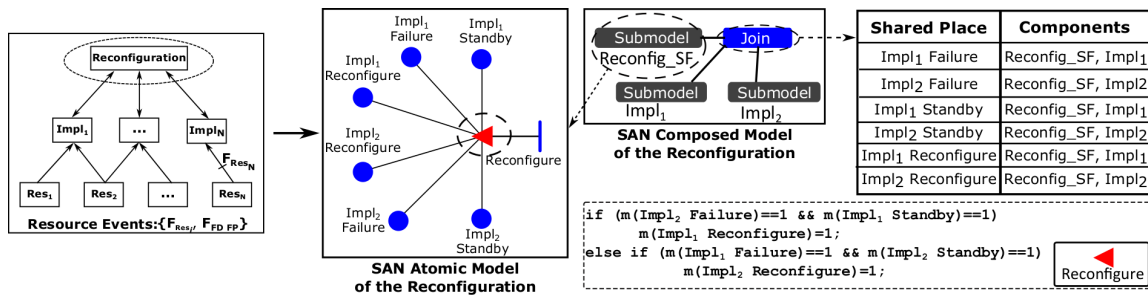 Reconfiguration
Impl1
...
ImplN
FResN
Res1
Res2
...
ResN
Resource Events:{FResi, FFD FP}
Impl1
Failure
Impl1
Standby
Impl1
Reconfigure
Impl2
Reconfigure
Reconfigure
Impl2
Failure
Impl2
Standby
SAN Atomic Model
of the Reconfiguration
Submodel
Join
Reconfig_SF
Submodel
Submodel
Impl1
Impl2
SAN Composed Model
of the Reconfiguration
Shared Place Components
Impl1 Failure Reconfig_SF, Impl1
Impl2 Failure Reconfig_SF, Impl2
Impl1 Standby Reconfig_SF, Impl1
Impl2 Standby Reconfig_SF, Impl2
Impl1 Reconfigure Reconfig_SF, Impl1
Impl2 Reconfigure Reconfig_SF, Impl2
if (m(Impl2 Failure)==1 && m(Impl1 Standby)==1)
m(Impl1 Reconfigure)=1;
else if (m(Impl1 Failure)==1 && m(Impl2 Standby)==1)
m(Impl2 Reconfigure)=1;
Reconfigure